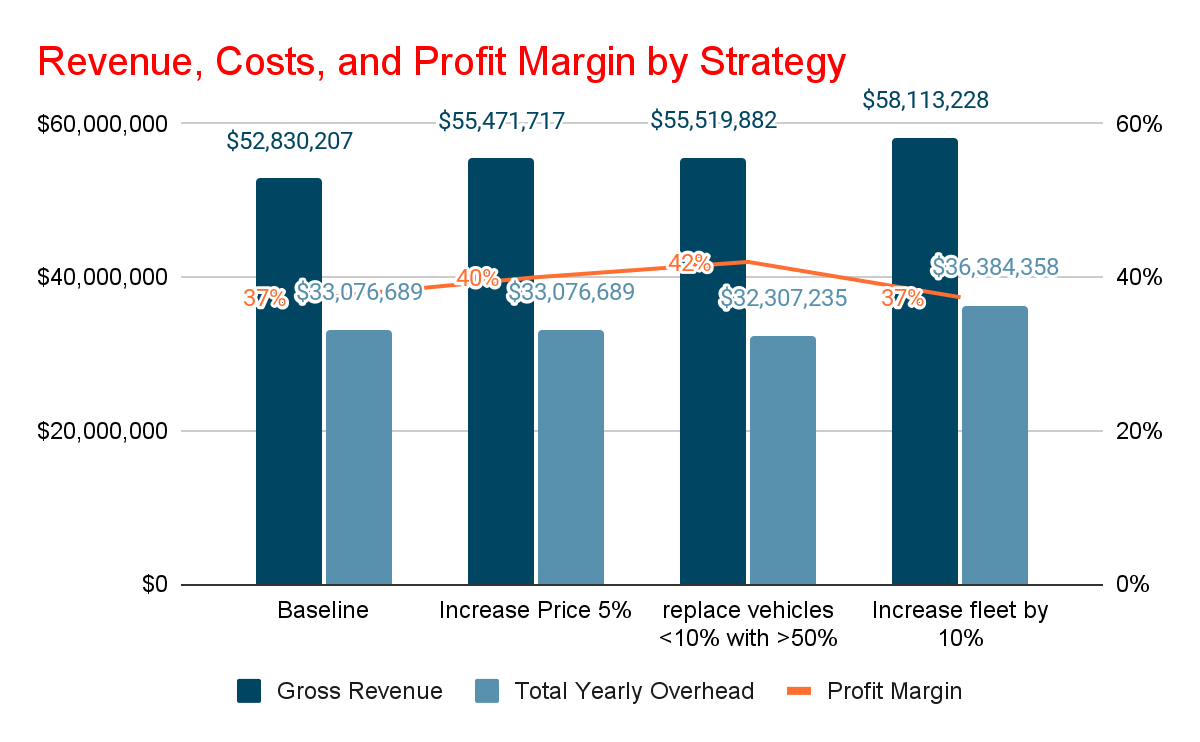 Revenue, Costs, and Profit Margin by Strategy
$60,000,000
$40,000,000
$20,000,000
$0
$52,830,207
$55,471,717
$55,519,882
$58,113,228
37%
$33,076,689
40%
$33,076,689
42%
$32,307,235
37%
$36,384,358
60%
40%
20%
0%
Baseline
Increase Price 5%
replace vehicles
<10% with >50%
Increase fleet by
10%
Gross Revenue
Total Yearly Overhead
Profit Margin